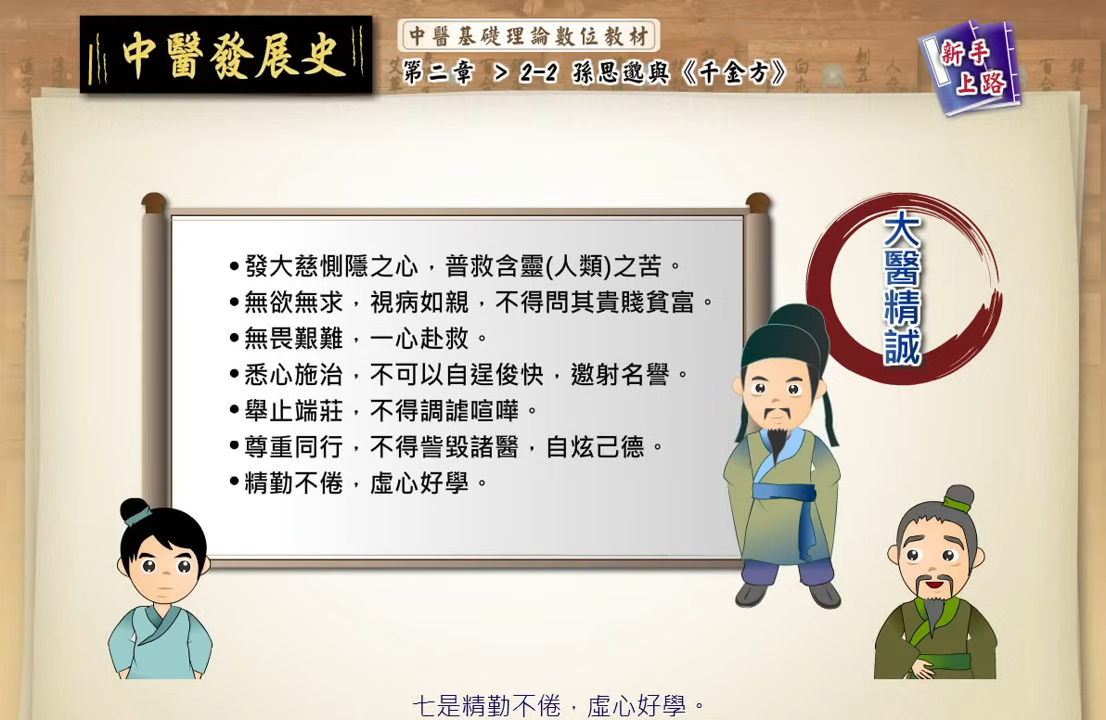 中醫發展史
中醫基礎理論數位教材
第二章 > 2-2 孫思邈與《千金方》
新手
上路
大醫精誠
•發大慈惻隱之心，普救含靈(人類)之苦。
•無欲無求，視病如親，不得問其貴賤貧富。
•無畏艱難，一心赴救。
•悉心施治，不可以自逞俊快，邀射名譽。
•舉止端莊，不得調謔喧嘩。
•尊重同行，不得訾毀諸醫，自炫己德。
•精勤不倦，虛心好學。
七是精勤不倦，虛心好學。